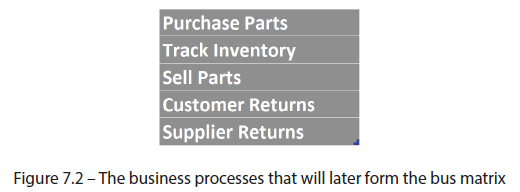 Purchase Parts
Track Inventory
Sell Parts
Customer Returns
Supplier Returns
Figure 7.2 – The business processes that will later form the bus matrix